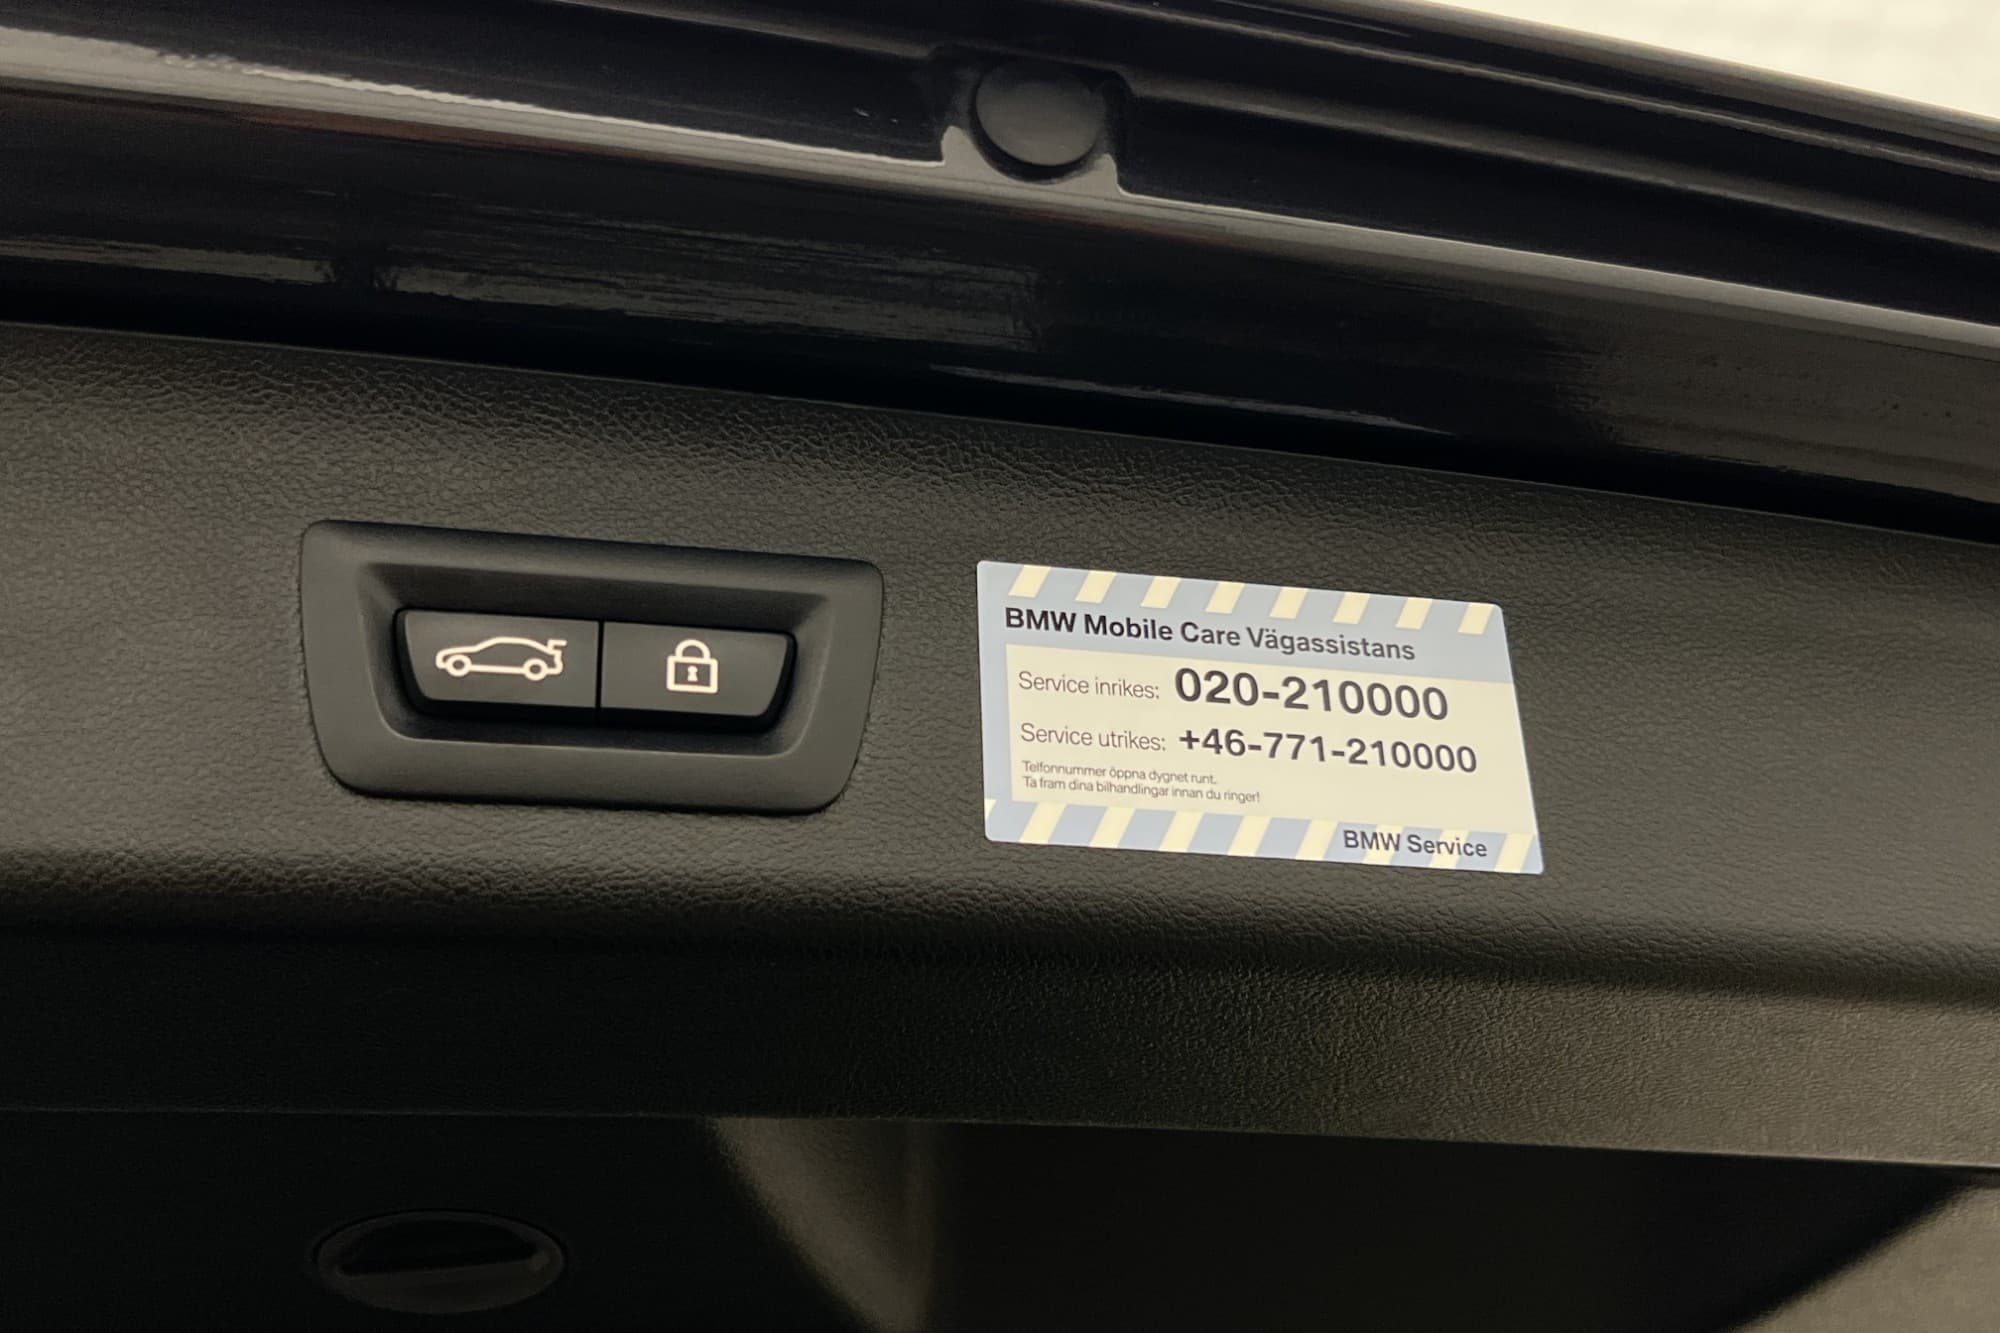 BMW Mobile Care Vägassistans
Service inrikes: 020-210000
Service utrikes: +46-771-210000
Telfonnummer öppna dygnet runt.
Ta fram dina bilhandlingar innan du ringer!
BMW Service